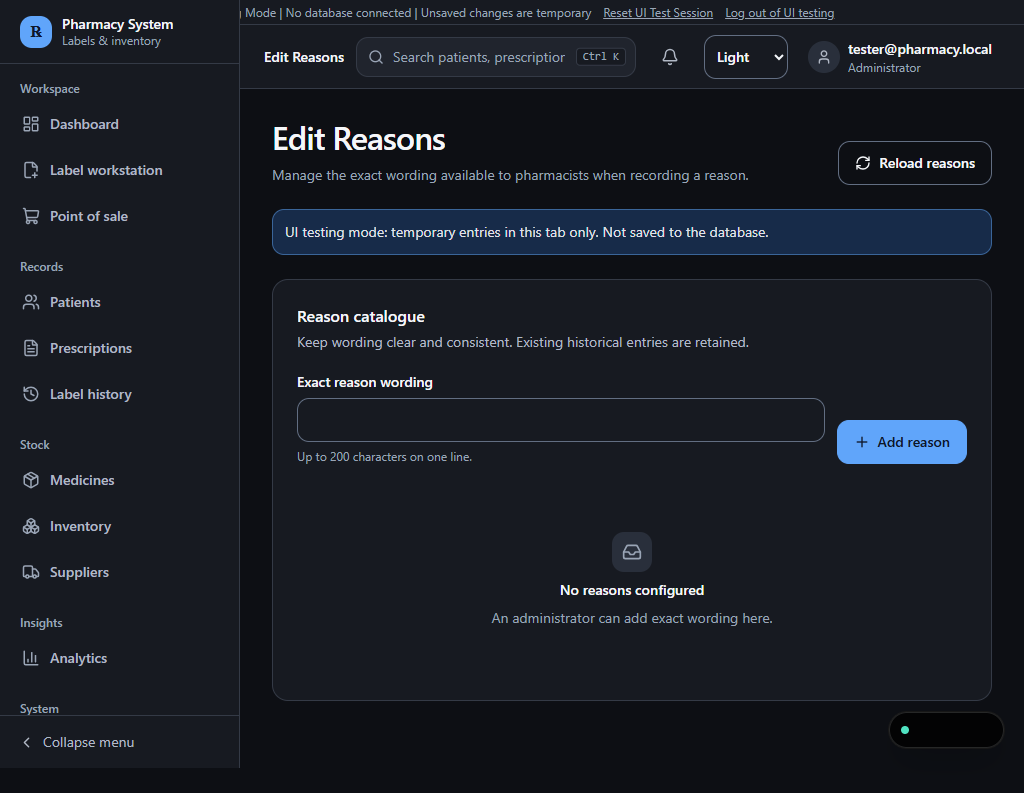 ℞
Pharmacy System
Labels & inventory
Mode | No database connected | Unsaved changes are temporary Reset UI Test Session Log out of UI testing
Edit Reasons
Search patients, prescription
Ctrl K
Light
tester@pharmacy.local
Administrator
Workspace
Dashboard
Label workstation
Point of sale
Records
Patients
Prescriptions
Label history
Stock
Medicines
Inventory
Suppliers
Insights
Analytics
System
Collapse menu
Edit Reasons
Manage the exact wording available to pharmacists when recording a reason.
Reload reasons
UI testing mode: temporary entries in this tab only. Not saved to the database.
Reason catalogue
Keep wording clear and consistent. Existing historical entries are retained.
Exact reason wording
Up to 200 characters on one line.
Add reason
No reasons configured
An administrator can add exact wording here.